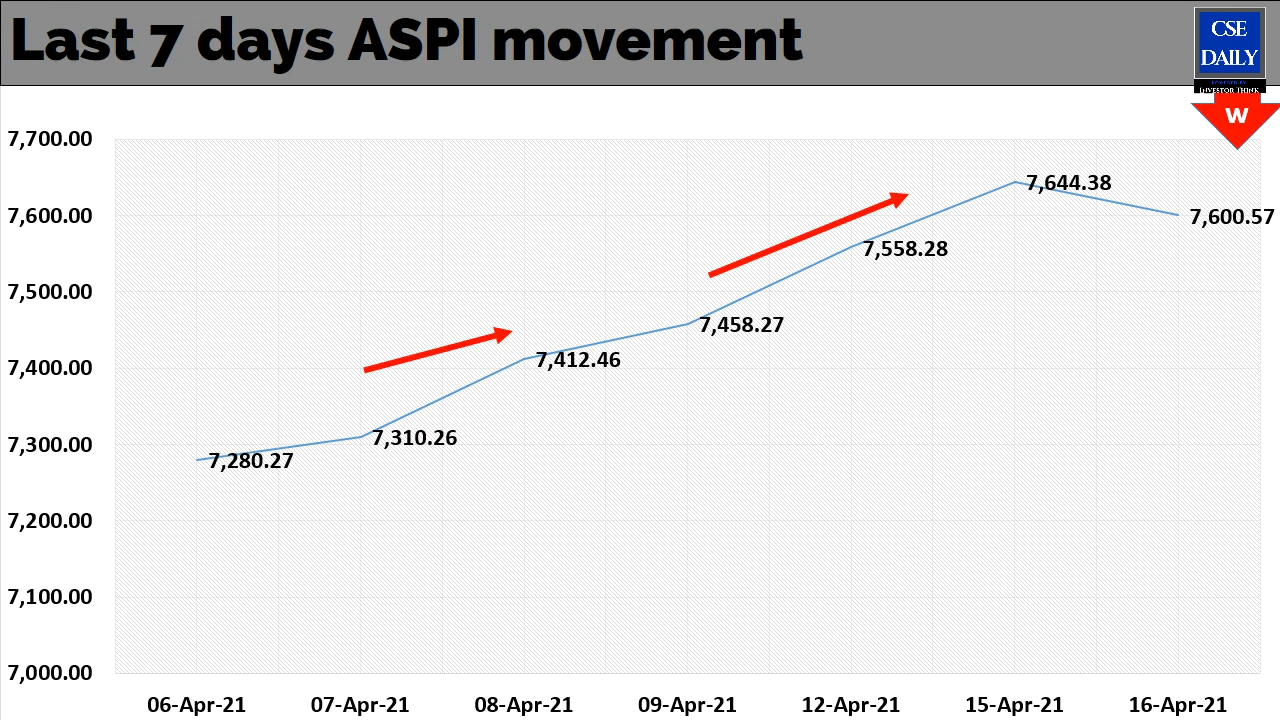 Last 7 days ASPI movement
CSE
DAILY
POWERED BY
INVESTOR THINK
W
7,700.00
7,600.00
7,500.00
7,400.00
7,300.00
7,200.00
7,100.00
7,000.00
7,280.27
7,310.26
7,412.46
7,458.27
7,558.28
7,644.38
7,600.57
06-Apr-21 07-Apr-21 08-Apr-21 09-Apr-21 12-Apr-21 15-Apr-21 16-Apr-21